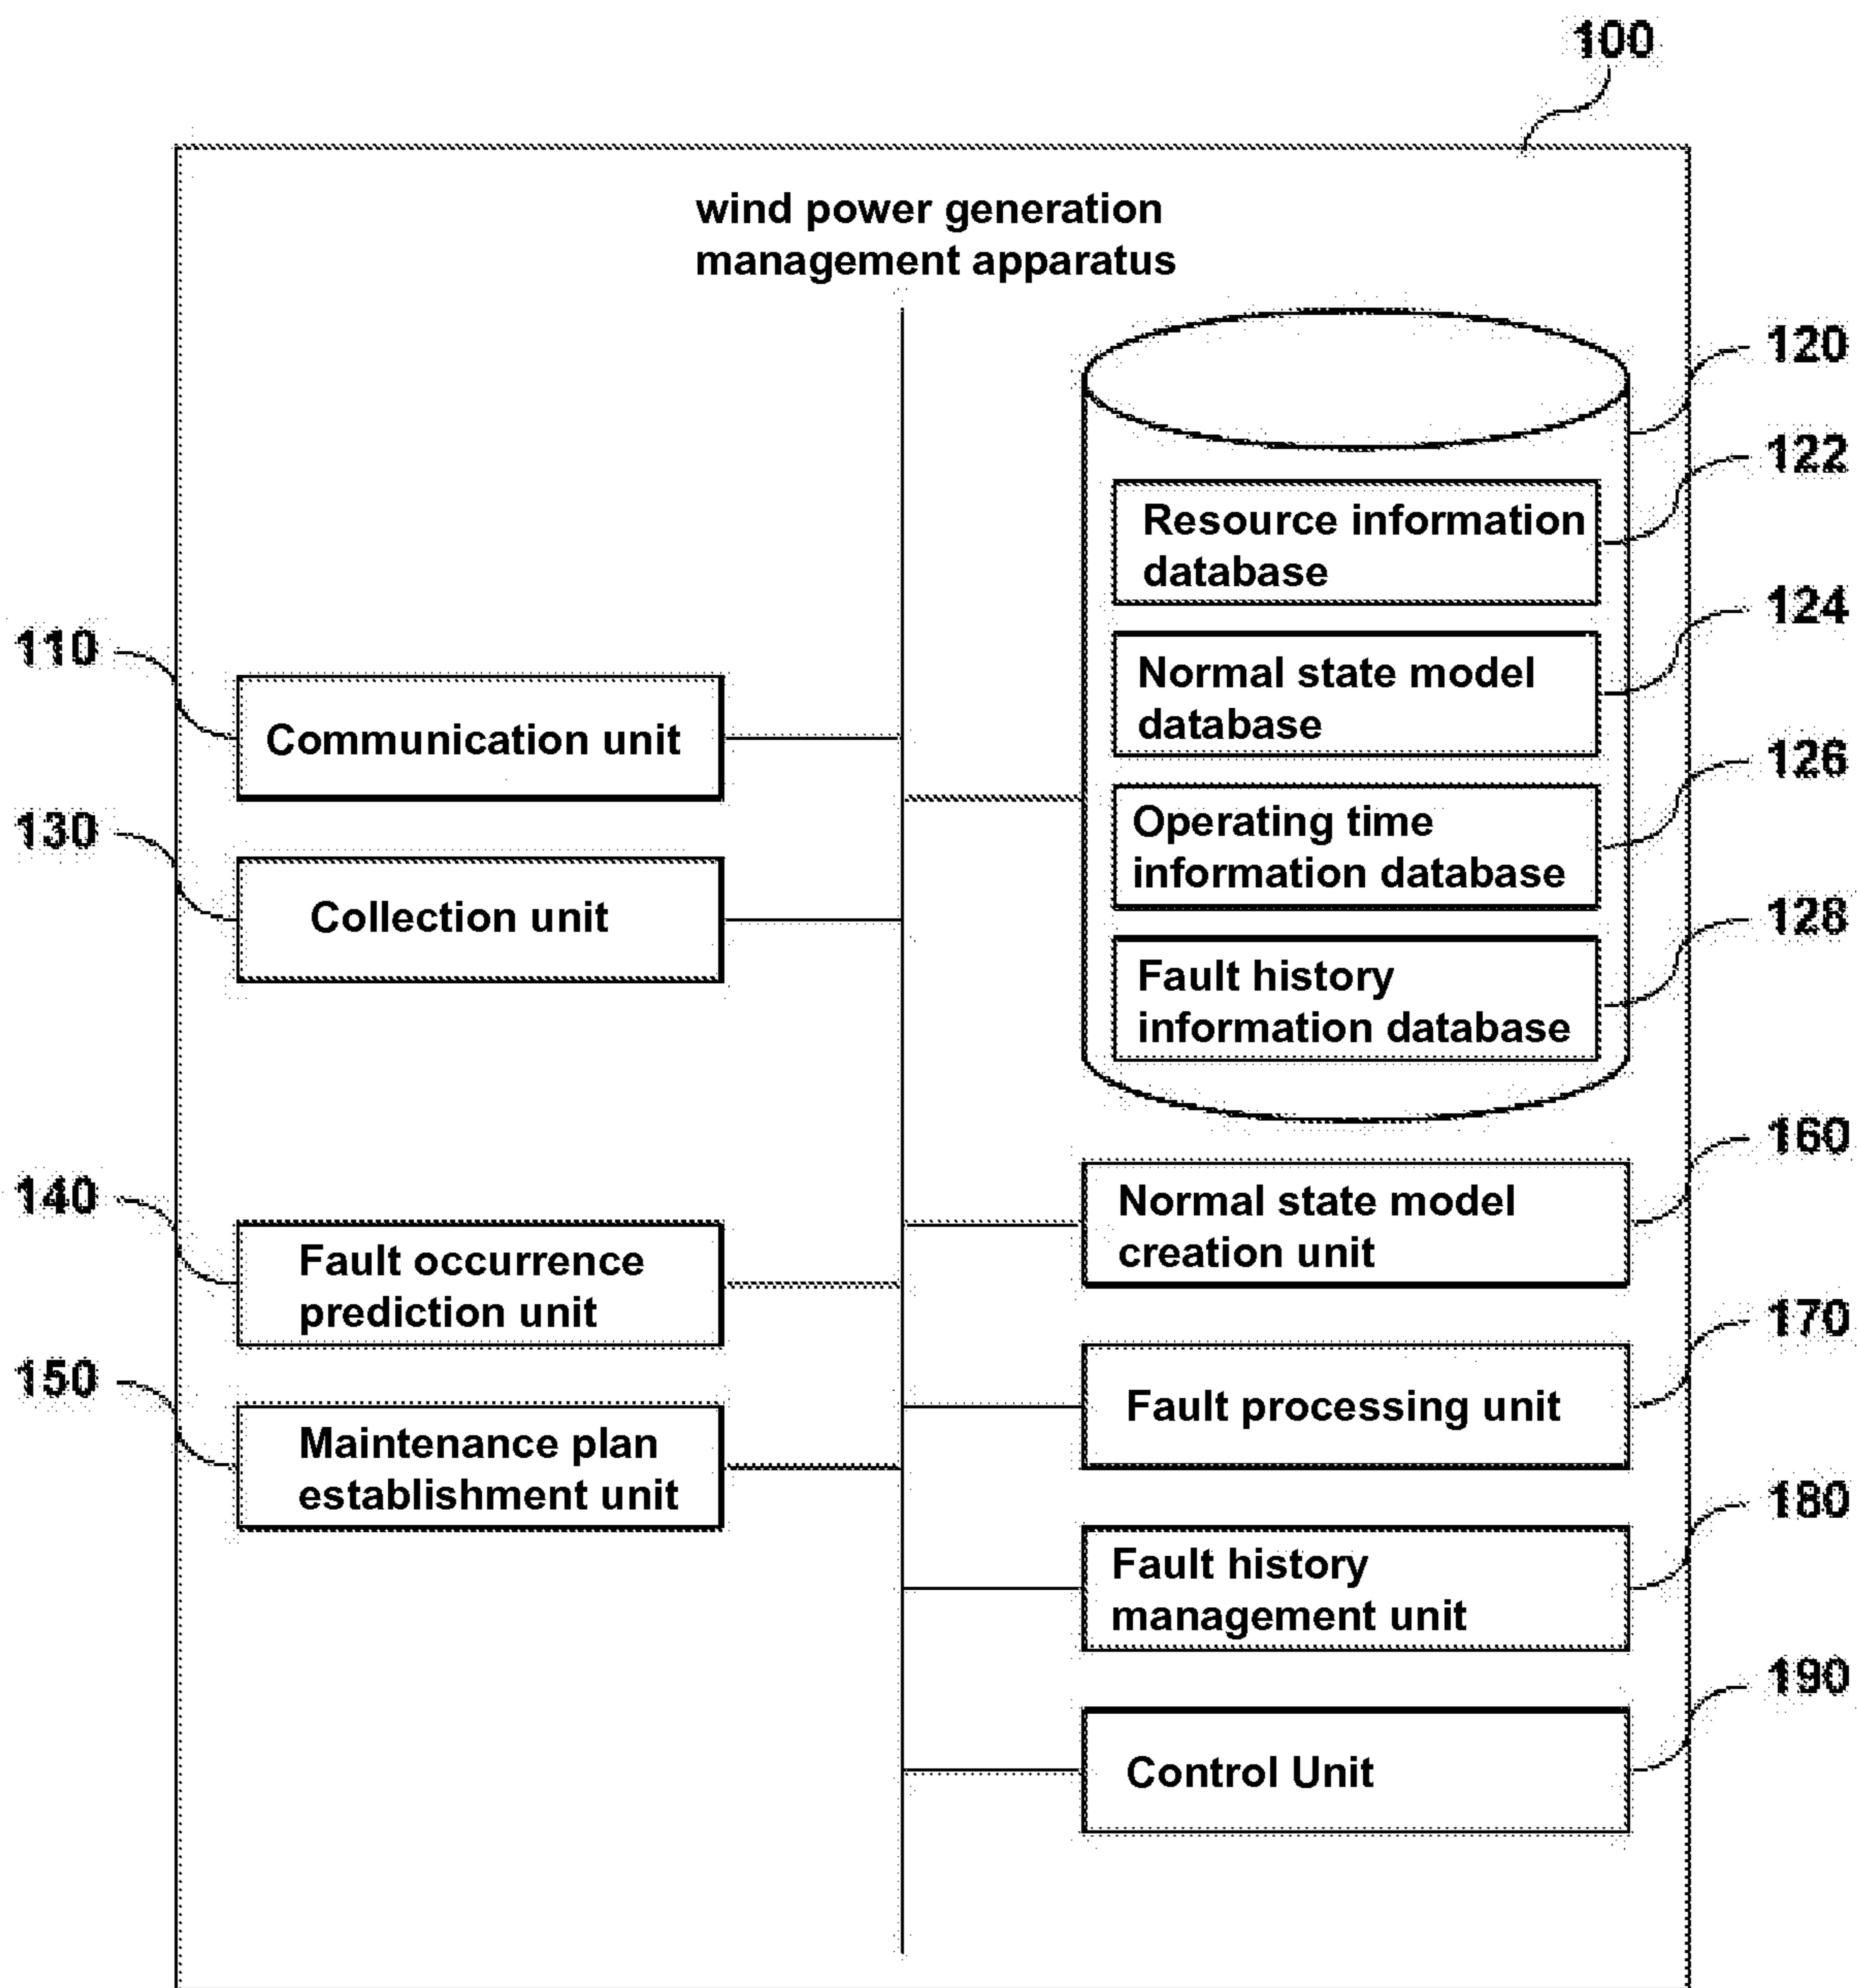 100
wind power generation
management apparatus
120
122
Resource information
database
124
Normal state model
database
110
Communication unit
126
Operating time
information database
130
Collection unit
128
Fault history
information database
160
Normal state model
creation unit
140
Fault occurrence
prediction unit
170
Fault processing unit
150
Maintenance plan
establishment unit
180
Fault history
management unit
190
Control Unit